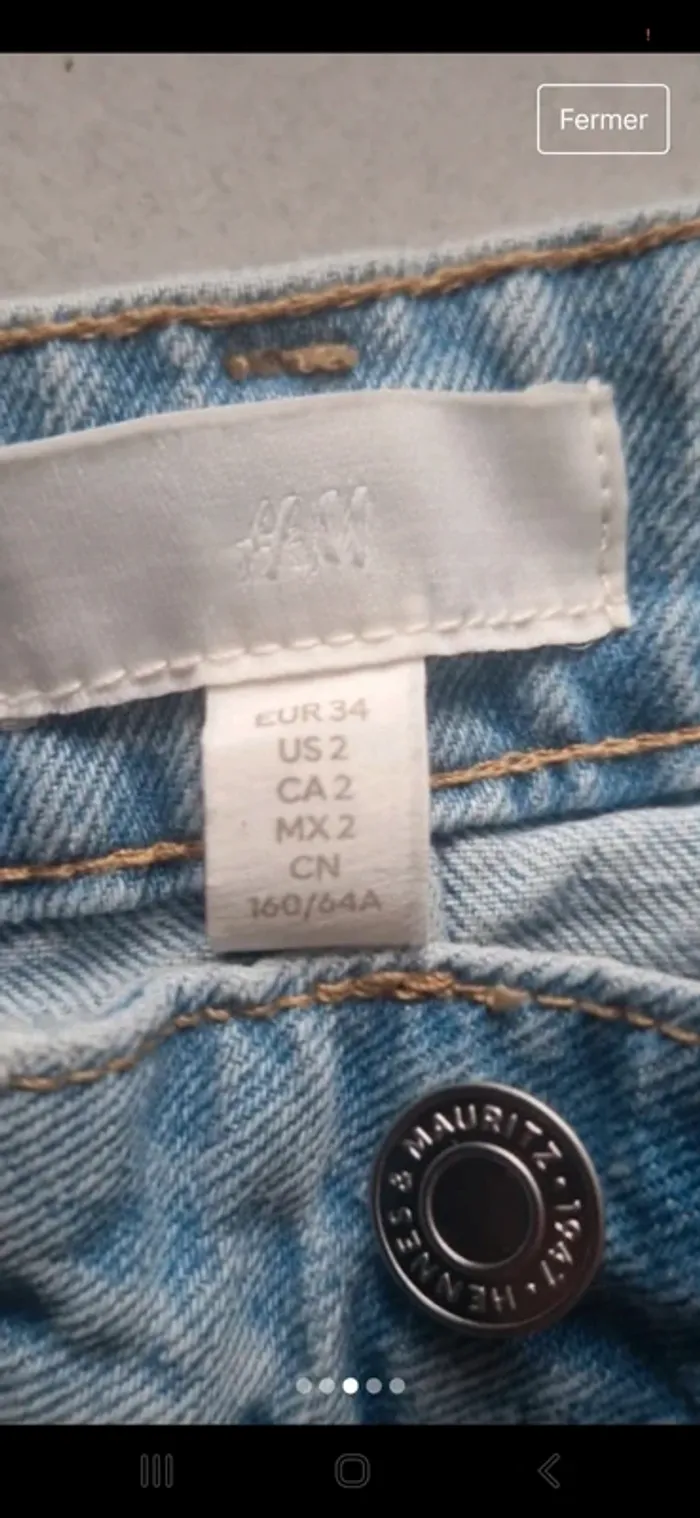 Fermer
H&M
EUR 34
US 2
CA 2
MX 2
CN
160/64A
HENNES & MAURITZ • 1947 •